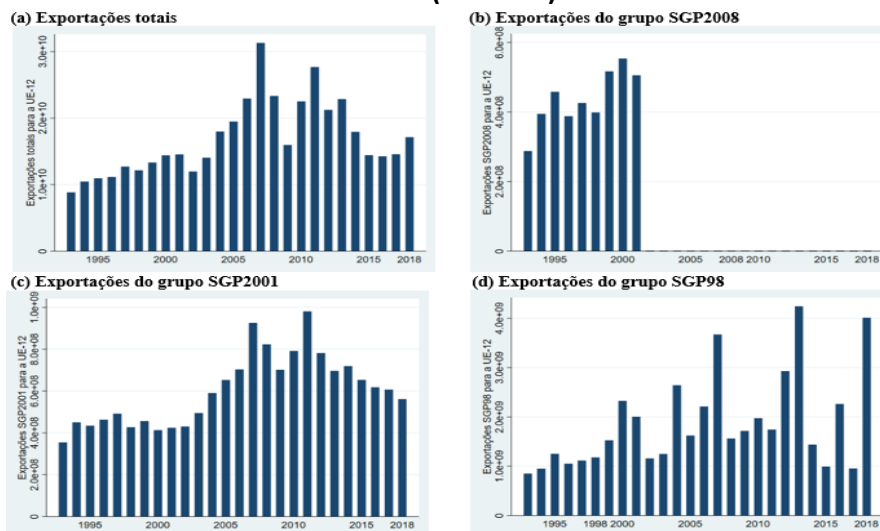 (a) Exportações totais
Exportações totais para a UE-12
3.0e+10
2.0e+10
1.0e+10
0
1995 2000 2005 2010 2015 2018
(b) Exportações do grupo SGP2008
Exportações SGP2008 para a UE-12
6.0e+08
4.0e+08
2.0e+08
0
1995 2000 2005 2008 2010 2015 2018
(c) Exportações do grupo SGP2001
Exportações SGP2001 para a UE-12
1.0e+09
8.0e+08
6.0e+08
4.0e+08
2.0e+08
0
1995 2000 2005 2010 2015 2018
(d) Exportações do grupo SGP98
Exportações SGP98 para a UE-12
4.0e+09
3.0e+09
2.0e+09
1.0e+09
0
1995 1998 2000 2005 2010 2015 2018